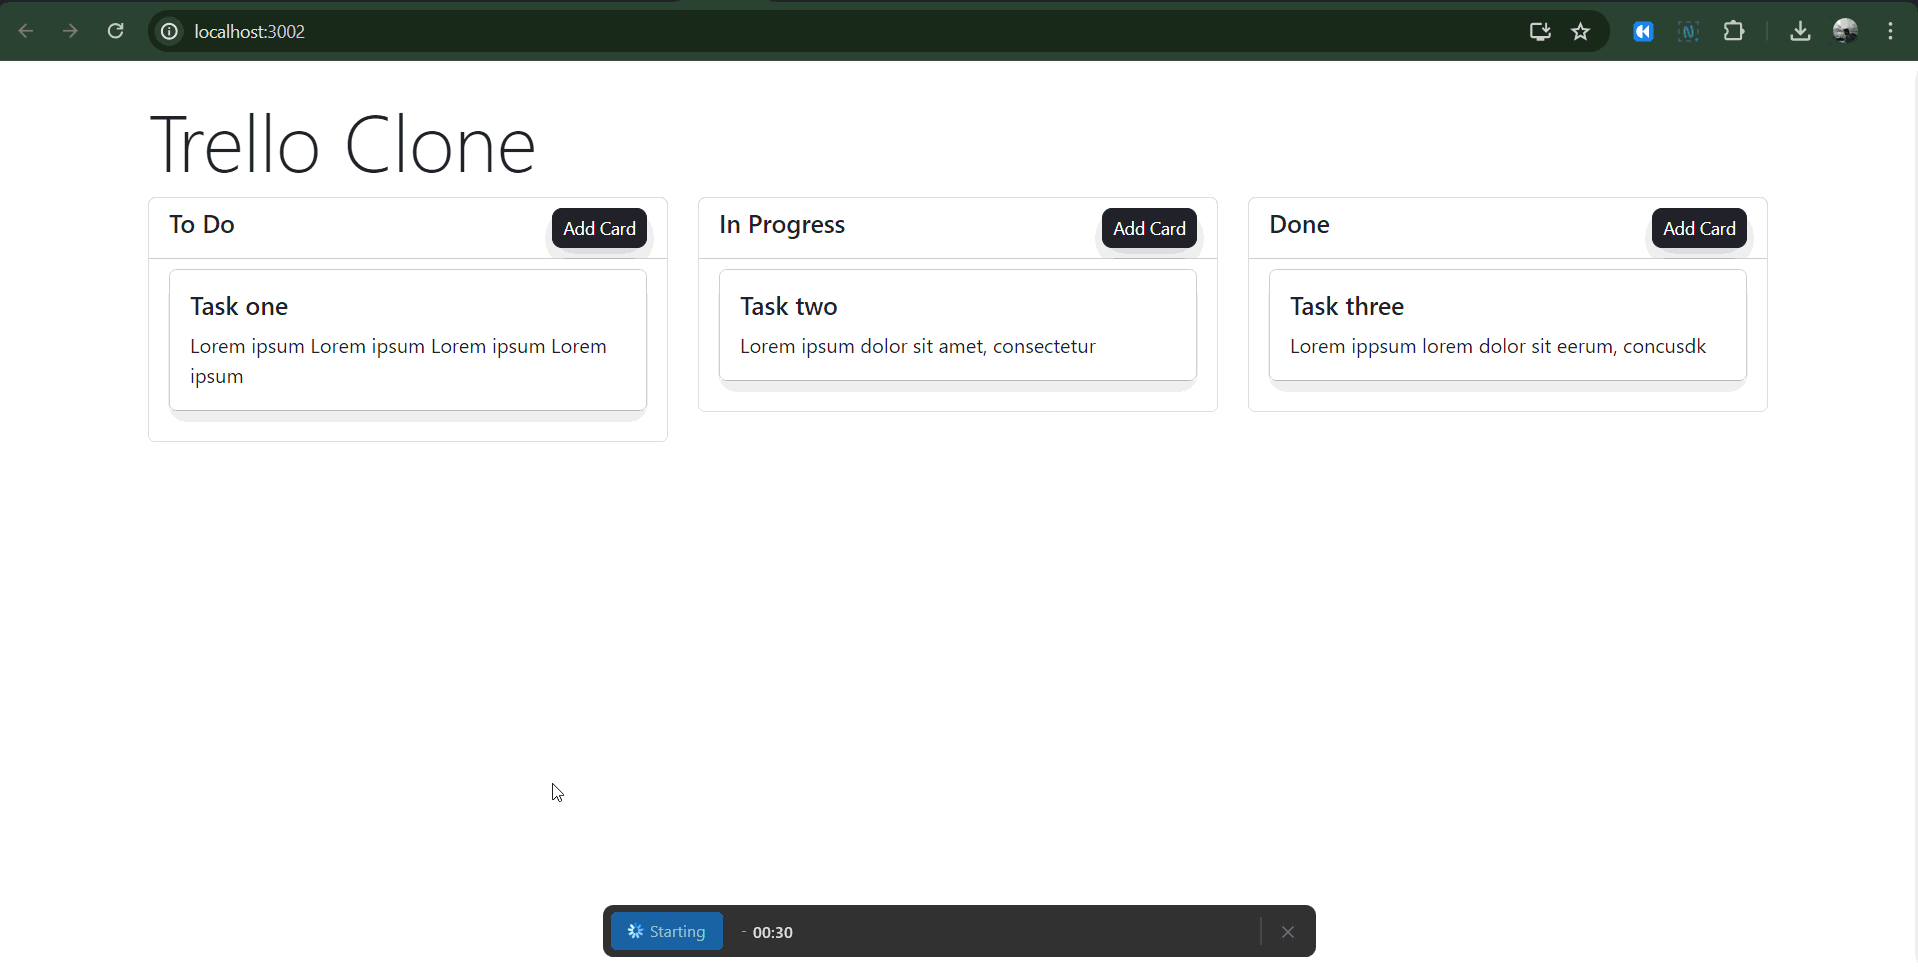 localhost:3002
Trello Clone
To Do
Add Card
In Progress
Add Card
Done
Add Card
Task one
Lorem ipsum Lorem ipsum Lorem ipsum Lorem
ipsum
Task two
Lorem ipsum dolor sit amet, consectetur
Task three
Lorem ippsum lorem dolor sit eerum, concusdk
Starting
- 00:30